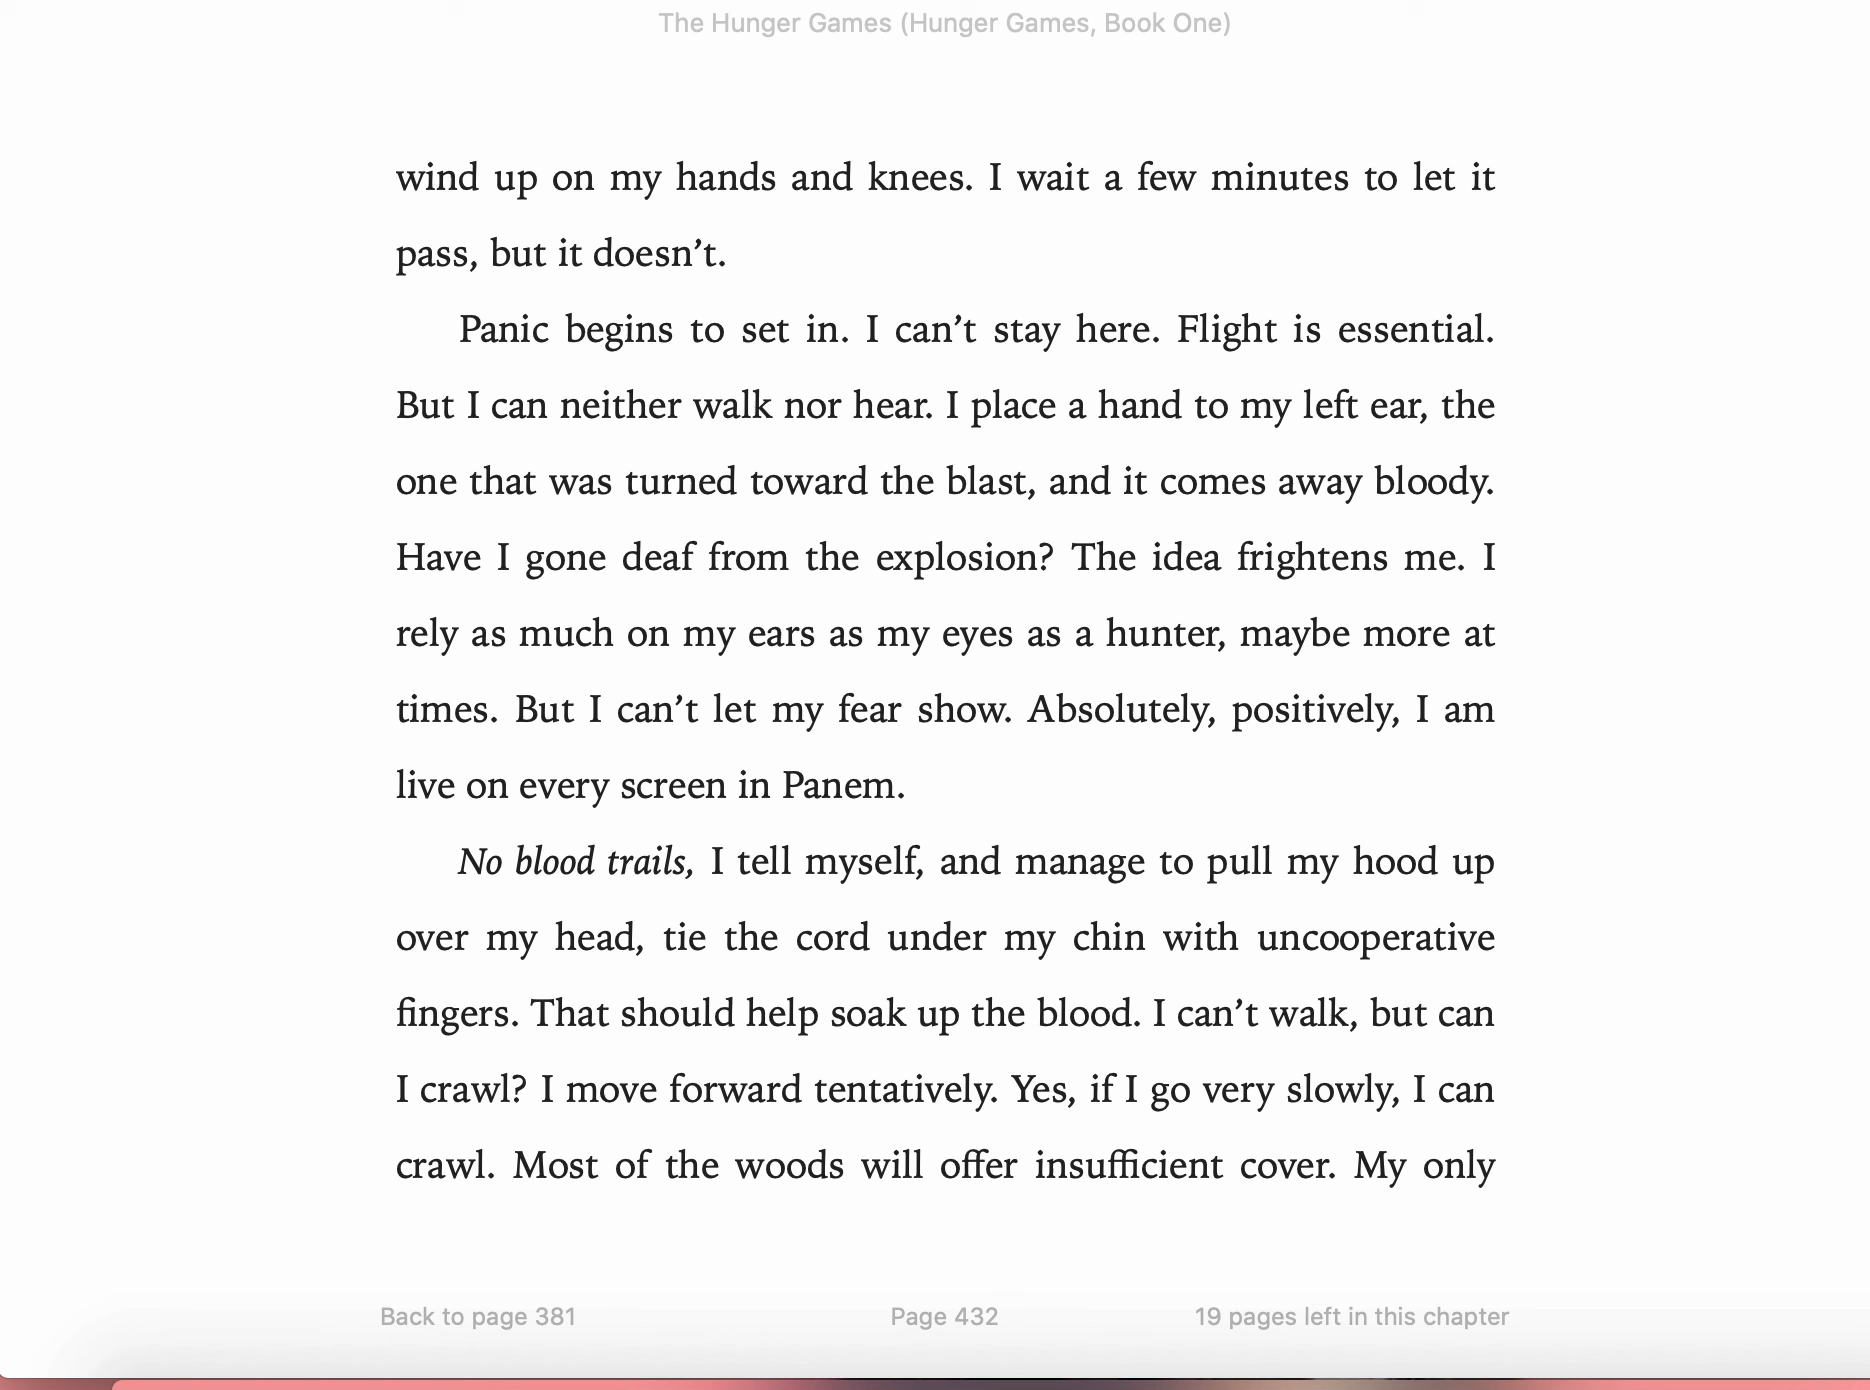 The Hunger Games (Hunger Games, Book One)
wind up on my hands and knees. I wait a few minutes to let it
pass, but it doesn’t.
Panic begins to set in. I can’t stay here. Flight is essential.
But I can neither walk nor hear. I place a hand to my left ear, the
one that was turned toward the blast, and it comes away bloody.
Have I gone deaf from the explosion? The idea frightens me. I
rely as much on my ears as my eyes as a hunter, maybe more at
times. But I can’t let my fear show. Absolutely, positively, I am
live on every screen in Panem.
No blood trails, I tell myself, and manage to pull my hood up
over my head, tie the cord under my chin with uncooperative
fingers. That should help soak up the blood. I can’t walk, but can
I crawl? I move forward tentatively. Yes, if I go very slowly, I can
crawl. Most of the woods will offer insufficient cover. My only
Back to page 381 Page 432 19 pages left in this chapter